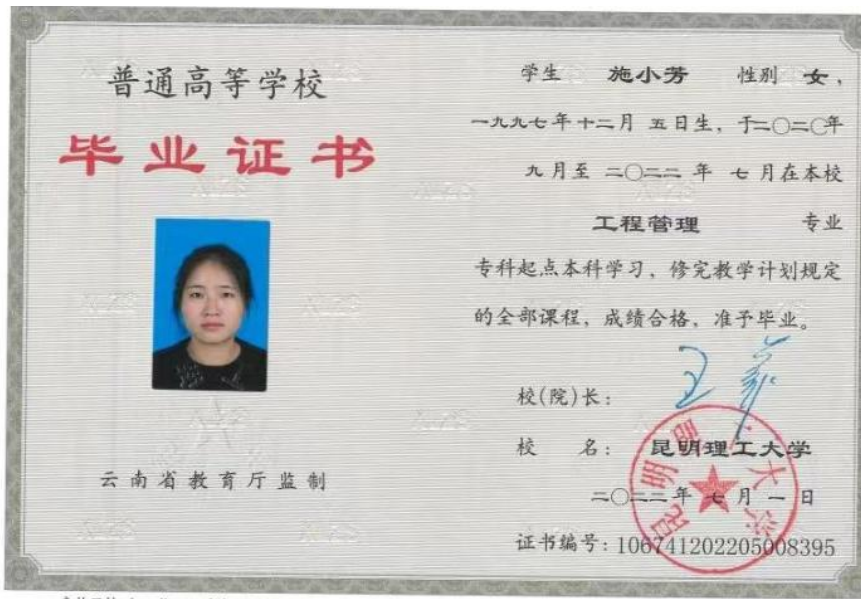 普通高等学校
毕业证书
云南省教育厅监制
学生 施小芳 性别 女，
一九九七年十二月 五日生，于二〇二〇年
九月至 二〇二二 年 七月在本校
工程管理 专业
专科起点本科学习，修完教学计划规定
的全部课程，成绩合格，准予毕业。
校(院)长：
校 名：昆明理工大学
二〇二二年 七月 一日
证书编号：106741202205008395